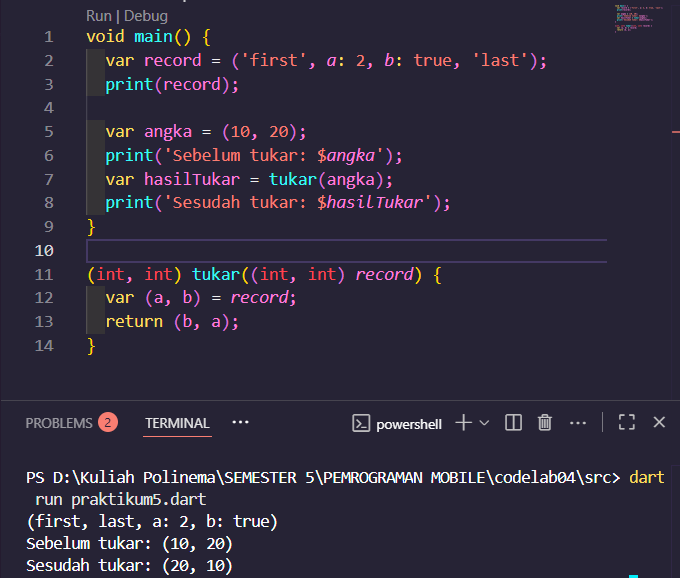 Run | Debug
1 void main() {
2   var record = ('first', a: 2, b: true, 'last');
3   print(record);
4
5   var angka = (10, 20);
6   print('Sebelum tukar: $angka');
7   var hasilTukar = tukar(angka);
8   print('Sesudah tukar: $hasilTukar');
9 }
10
11 (int, int) tukar((int, int) record) {
12   var (a, b) = record;
13   return (b, a);
14 }
PROBLEMS 2 TERMINAL ... powershell
PS D:\Kuliah Polinema\SEMESTER 5\PEMROGRAMAN MOBILE\codelab04\src> dart
 run praktikum5.dart
(first, last, a: 2, b: true)
Sebelum tukar: (10, 20)
Sesudah tukar: (20, 10)